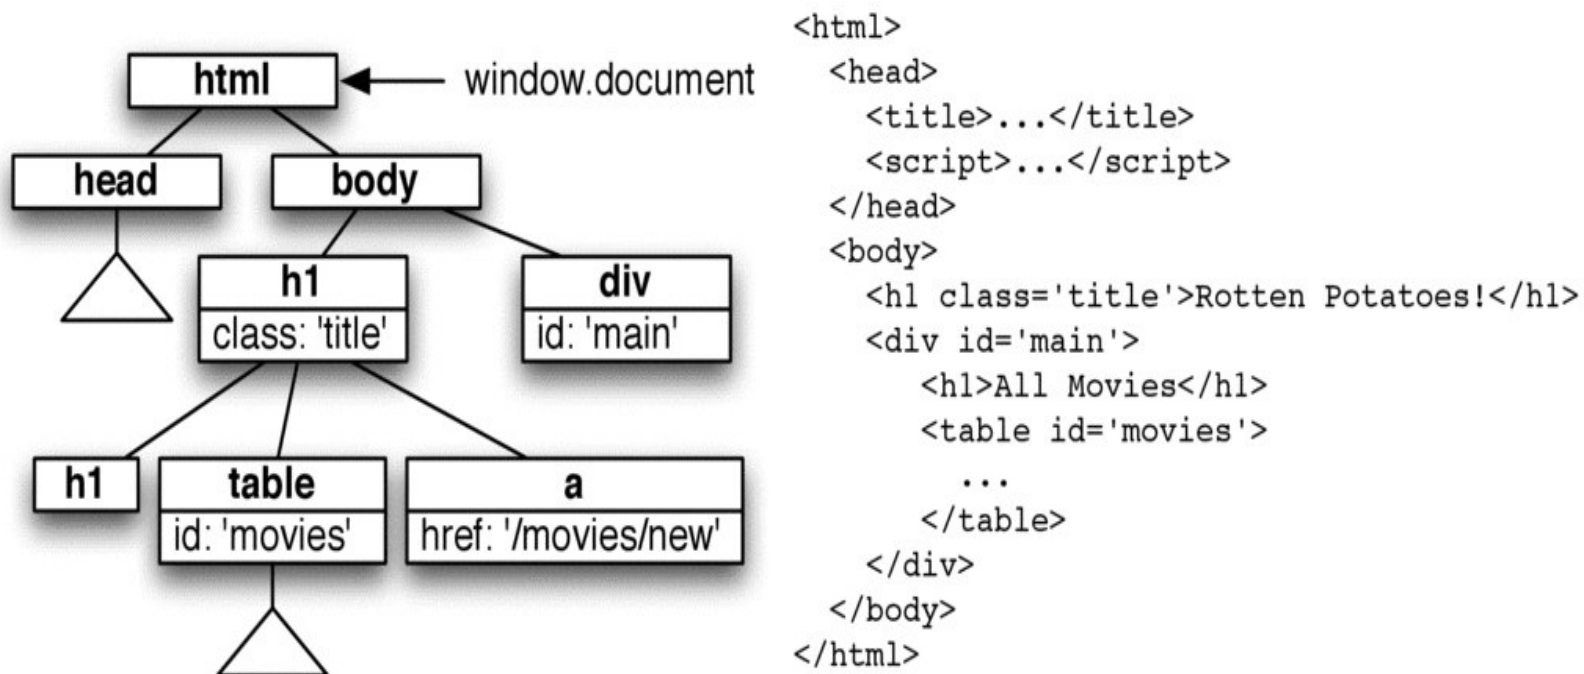 html
window.document
head
body
h1
class: 'title'
div
id: 'main'
h1
table
id: 'movies'
a
href: '/movies/new'
<html>
<head>
<title>...</title>
<script>...</script>
</head>
<body>
<h1 class='title'>Rotten Potatoes!</h1>
<div id='main'>
<h1>All Movies</h1>
<table id='movies'>
...
</table>
</div>
</body>
</html>